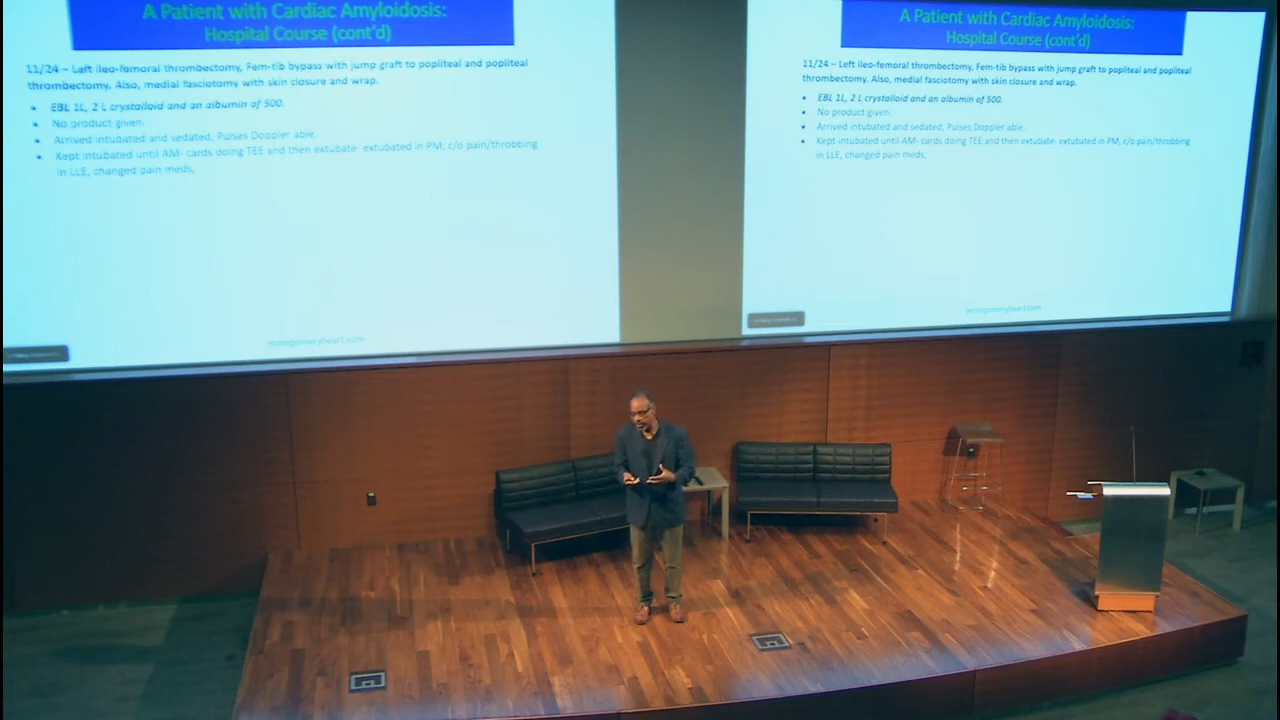 A Patient with Cardiac Amyloidosis:
Hospital Course (cont'd)
11/24 – Left ileo-femoral thrombectomy, Fem-tib bypass with jump graft to popliteal and popliteal
thrombectomy. Also, medial fasciotomy with skin closure and wrap.
• EBL 1L, 2 L crystalloid and an albumin of 500.
• No product given.
• Arrived intubated and sedated, Pulses Doppler able.
• Kept intubated until AM- cards doing TEE and then extubate- extubated in PM, c/o pain/throbbing
in LLE, changed pain meds,
montgomeryheart.com
A Patient with Cardiac Amyloidosis:
Hospital Course (cont'd)
11/24 – Left ileo-femoral thrombectomy, Fem-tib bypass with jump graft to popliteal and popliteal
thrombectomy. Also, medial fasciotomy with skin closure and wrap.
• EBL 1L, 2 L crystalloid and an albumin of 500.
• No product given.
• Arrived intubated and sedated, Pulses Doppler able.
• Kept intubated until AM- cards doing TEE and then extubate- extubated in PM, c/o pain/throbbing
in LLE, changed pain meds,
montgomeryheart.com